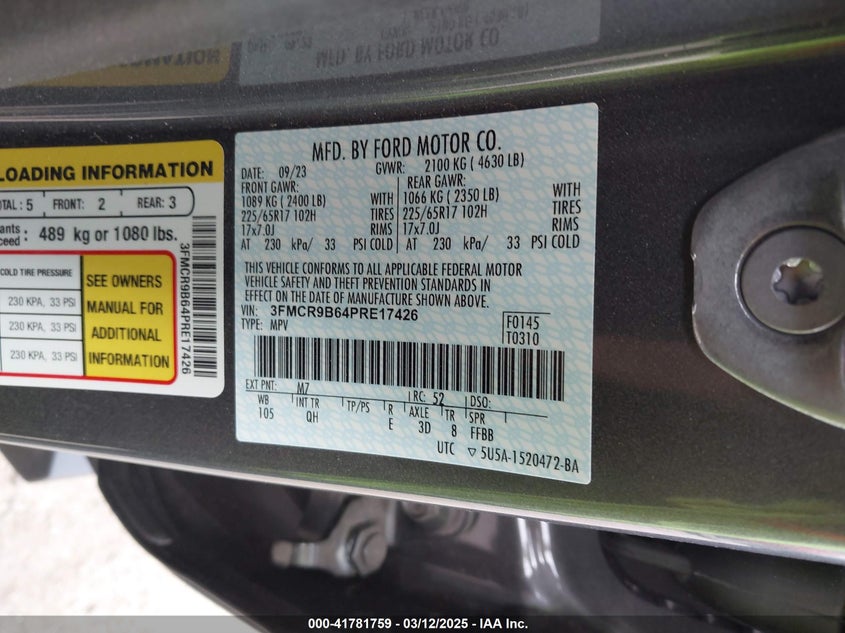 MFD. BY FORD MOTOR CO.
LOADING INFORMATION
TOTAL: 5 FRONT: 2 REAR: 3
489 kg or 1080 lbs.
COLD TIRE PRESSURE
230 KPA, 33 PSI
230 KPA, 33 PSI
230 KPA, 33 PSI
SEE OWNERS
MANUAL FOR
ADDITIONAL
INFORMATION
3FMCR9B64PRE17426
MFD. BY FORD MOTOR CO.
DATE: 09/23 GVWR: 2100 KG ( 4630 LB)
FRONT GAWR: REAR GAWR:
1089 KG ( 2400 LB) WITH 1066 KG ( 2350 LB) WITH
225/65R17 102H TIRES 225/65R17 102H TIRES
17x7.0J RIMS 17x7.0J RIMS
AT 230 kPa/ 33 PSI COLD AT 230 kPa/ 33 PSI COLD
THIS VEHICLE CONFORMS TO ALL APPLICABLE FEDERAL MOTOR
VEHICLE SAFETY AND THEFT PREVENTION STANDARDS IN
EFFECT ON THE DATE OF MANUFACTURE SHOWN ABOVE.
VIN: 3FMCR9B64PRE17426
TYPE: MPV
F0145
T0310
EXT PNT: M7 RC: 52 DSO:
WB INT TR TP/PS R AXLE TR SPR
105 QH E 3D 8 FFBB
UTC ▽ 5U5A-1520472-BA
000-41781759 / 03/12/2025 - IAA Inc.